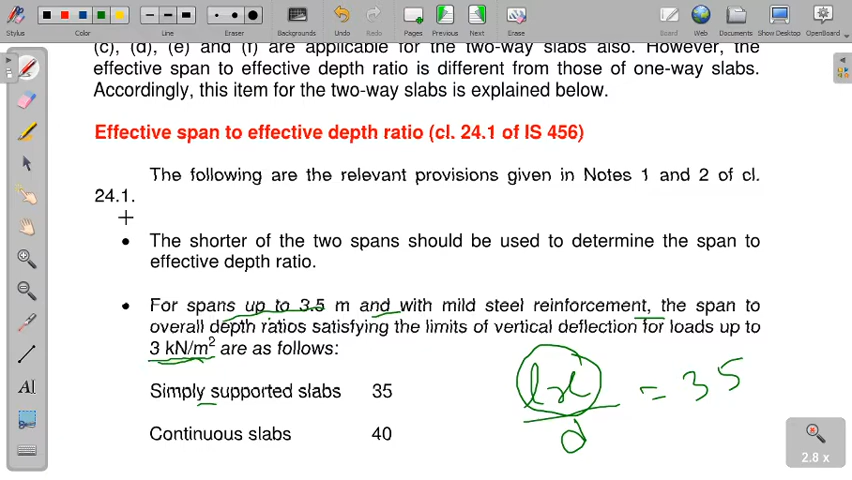 Stylus Color Line Eraser Backgrounds Undo Pages Previous Next Erase Board Web Documents Show Desktop OpenBoard
(c), (d), (e) and (f) are applicable for the two-way slabs also. However, the
effective span to effective depth ratio is different from those of one-way slabs.
Accordingly, this item for the two-way slabs is explained below.
Effective span to effective depth ratio (cl. 24.1 of IS 456)
The following are the relevant provisions given in Notes 1 and 2 of cl.
24.1.
• The shorter of the two spans should be used to determine the span to
effective depth ratio.
• For spans up to 3.5 m and with mild steel reinforcement, the span to
overall depth ratios satisfying the limits of vertical deflection for loads up to
3 kN/m² are as follows:
Simply supported slabs 35
Continuous slabs 40
= 35
d
2.8 x